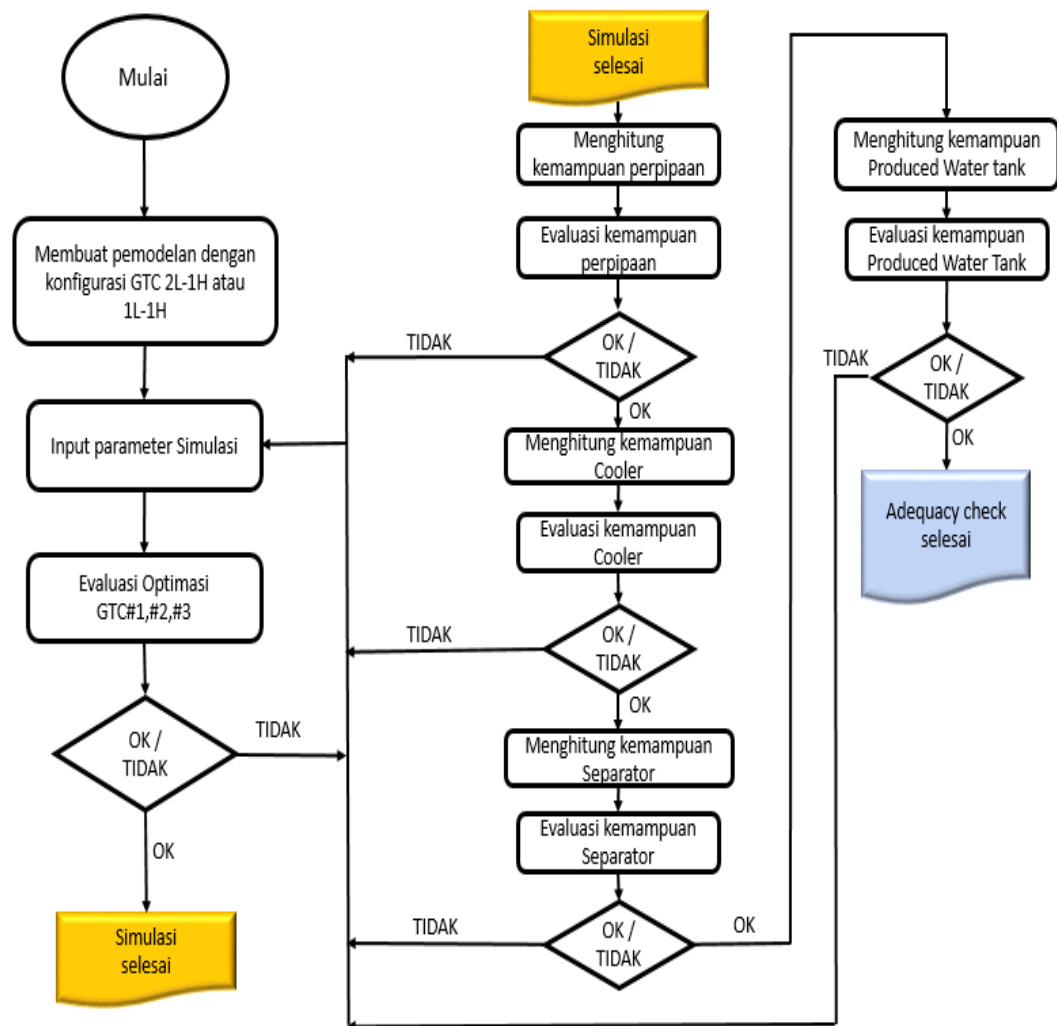 Mulai
Membuat pemodelan dengan
konfigurasi GTC 2L-1H atau
1L-1H
Input parameter Simulasi
Evaluasi Optimasi
GTC#1,#2,#3
OK /
TIDAK
TIDAK
OK
Simulasi
selesai
Simulasi
selesai
Menghitung
kemampuan perpipaan
Evaluasi kemampuan
perpipaan
OK /
TIDAK
TIDAK
OK
Menghitung kemampuan
Cooler
Evaluasi kemampuan
Cooler
OK /
TIDAK
TIDAK
OK
Menghitung kemampuan
Separator
Evaluasi kemampuan
Separator
OK /
TIDAK
TIDAK
OK
Menghitung kemampuan
Produced Water tank
Evaluasi kemampuan
Produced Water Tank
OK /
TIDAK
TIDAK
OK
Adequacy check
selesai